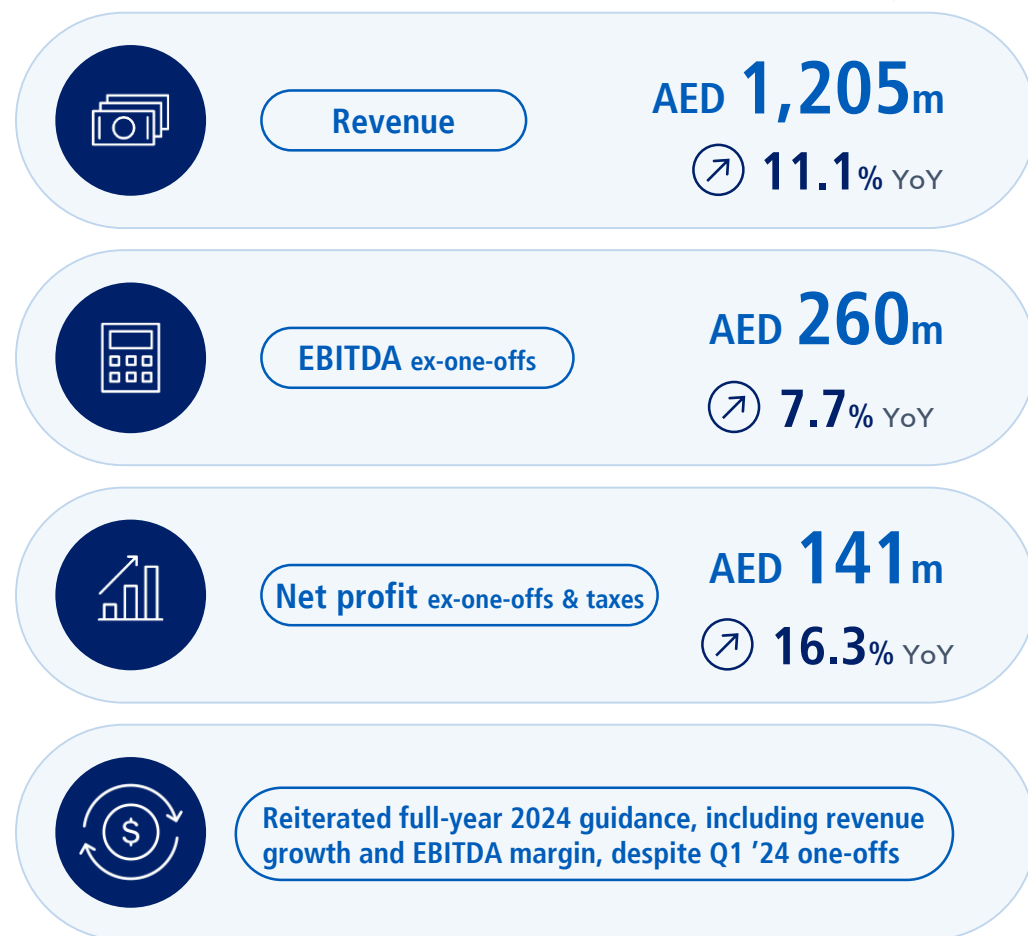 Revenue
AED 1,205m
11.1% YoY
EBITDA ex-one-offs
AED 260m
7.7% YoY
Net profit ex-one-offs & taxes
AED 141m
16.3% YoY
$
Reiterated full-year 2024 guidance, including revenue
growth and EBITDA margin, despite Q1 ’24 one-offs